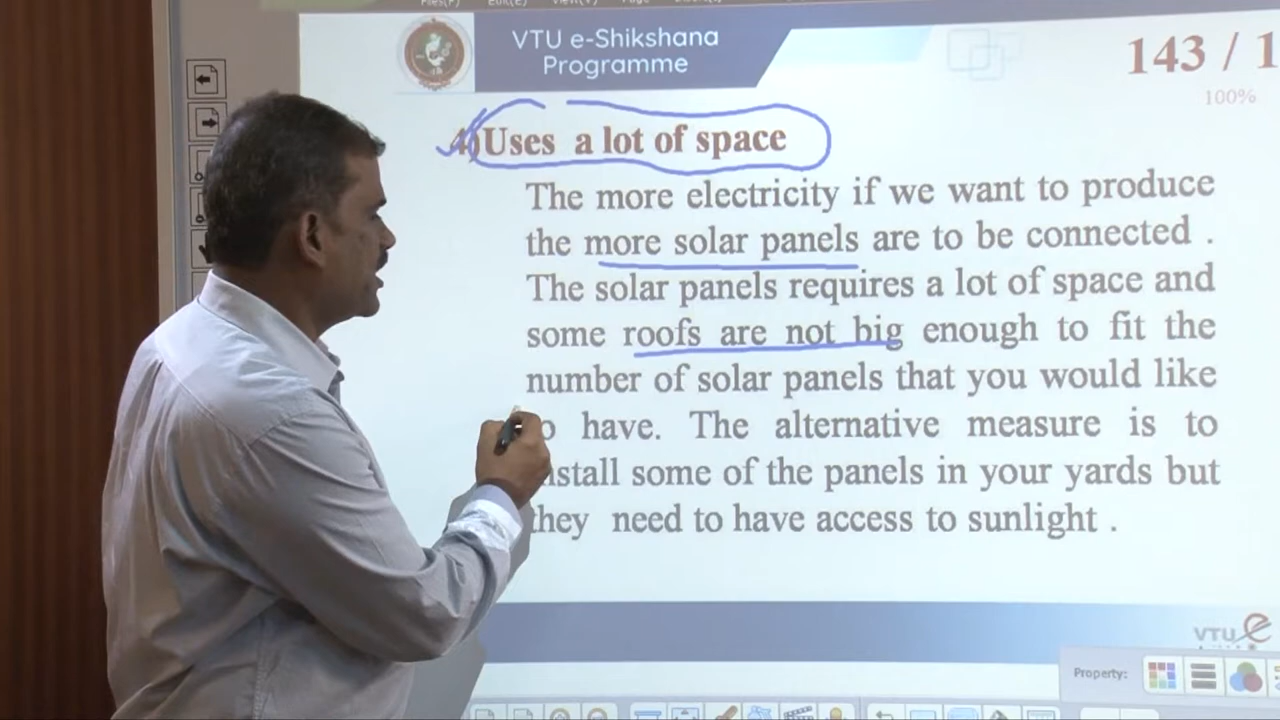 VTU e-Shikshana
Programme
143 / 1
100%
4) Uses a lot of space
The more electricity if we want to produce
the more solar panels are to be connected .
The solar panels requires a lot of space and
some roofs are not big enough to fit the
number of solar panels that you would like
have. The alternative measure is to
some of the panels in your yards but
they need to have access to sunlight .
VTU e
Property: